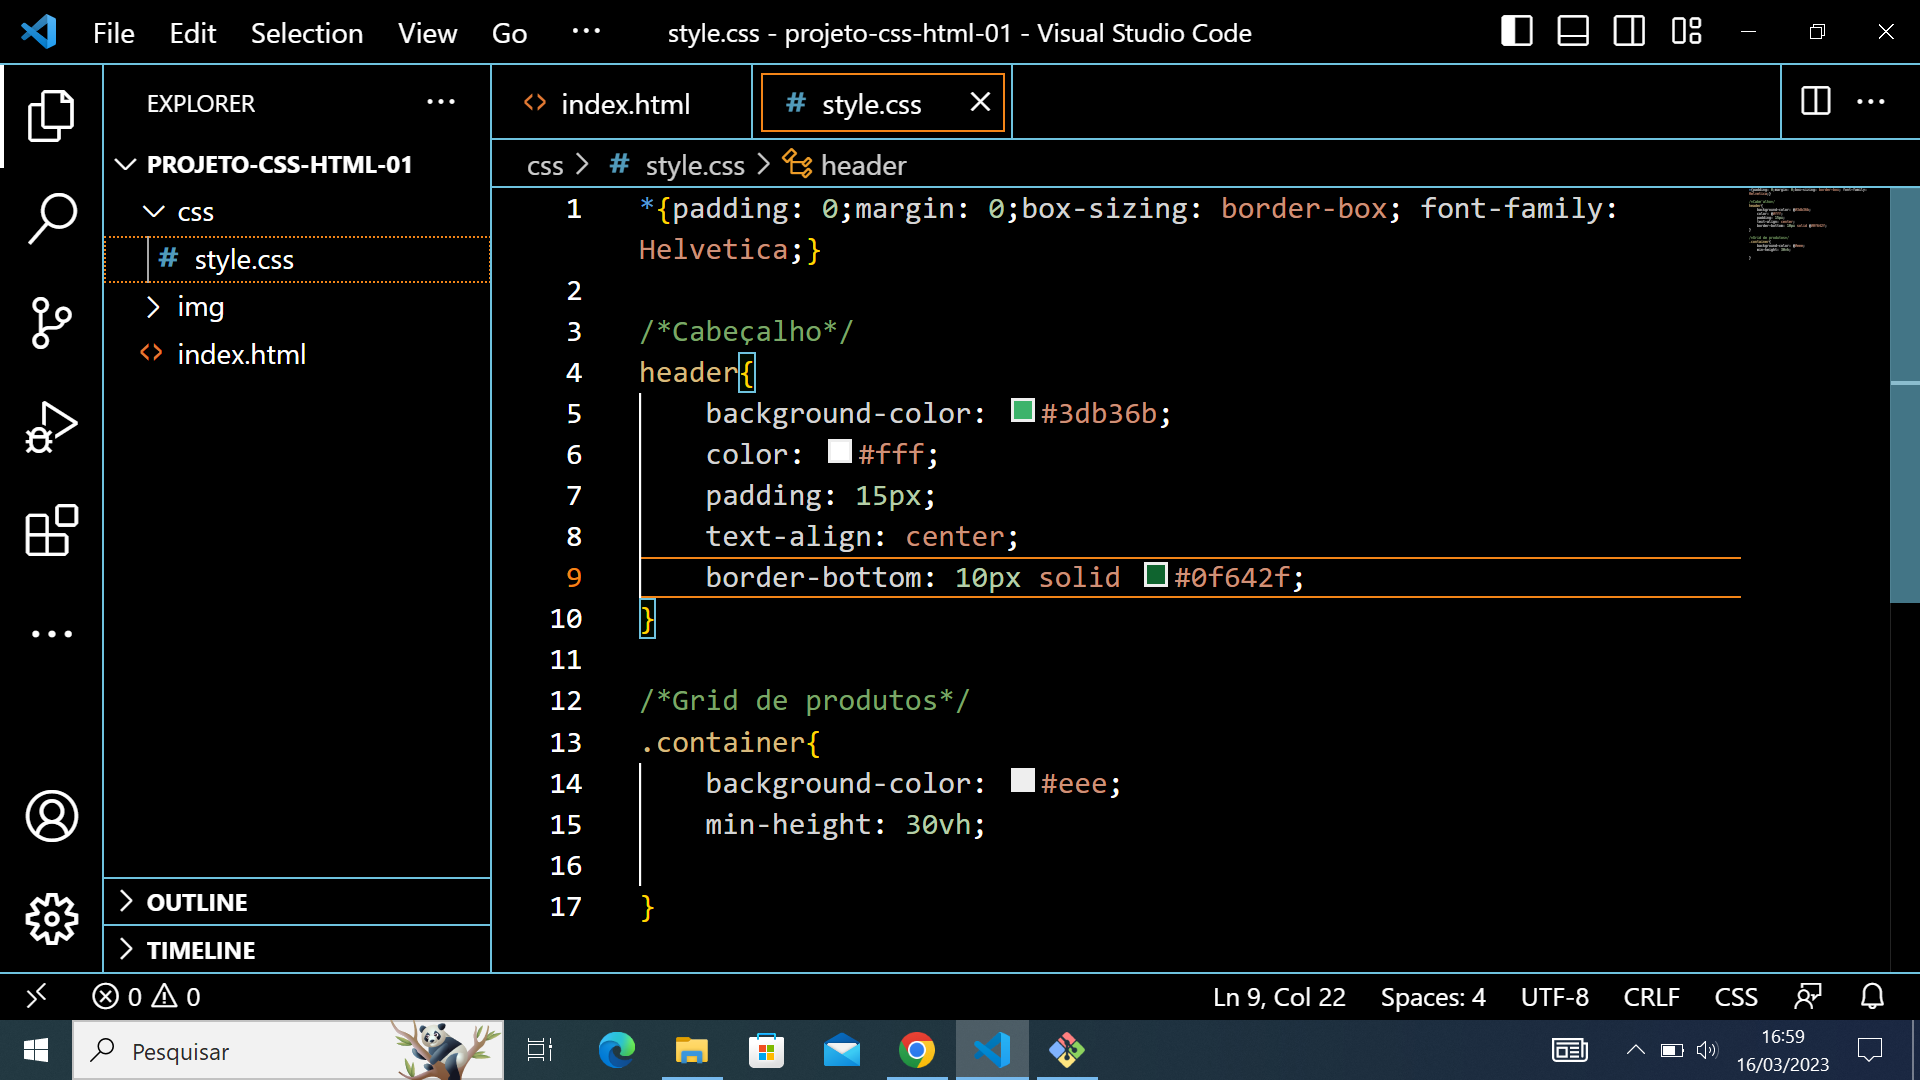 File Edit Selection View Go ··· style.css - projeto-css-html-01 - Visual Studio Code
EXPLORER ···
PROJETO-CSS-HTML-01
css
# style.css
img
<> index.html
OUTLINE
TIMELINE
<> index.html # style.css
css > # style.css > header
1 *{padding: 0;margin: 0;box-sizing: border-box; font-family:
Helvetica;}
2
3 /*Cabeçalho*/
4 header{
5 background-color: #3db36b;
6 color: #fff;
7 padding: 15px;
8 text-align: center;
9 border-bottom: 10px solid #0f642f;
10 }
11
12 /*Grid de produtos*/
13 .container{
14 background-color: #eee;
15 min-height: 30vh;
16
17 }
0 0 Ln 9, Col 22 Spaces: 4 UTF-8 CRLF CSS
Pesquisar
16:59
16/03/2023